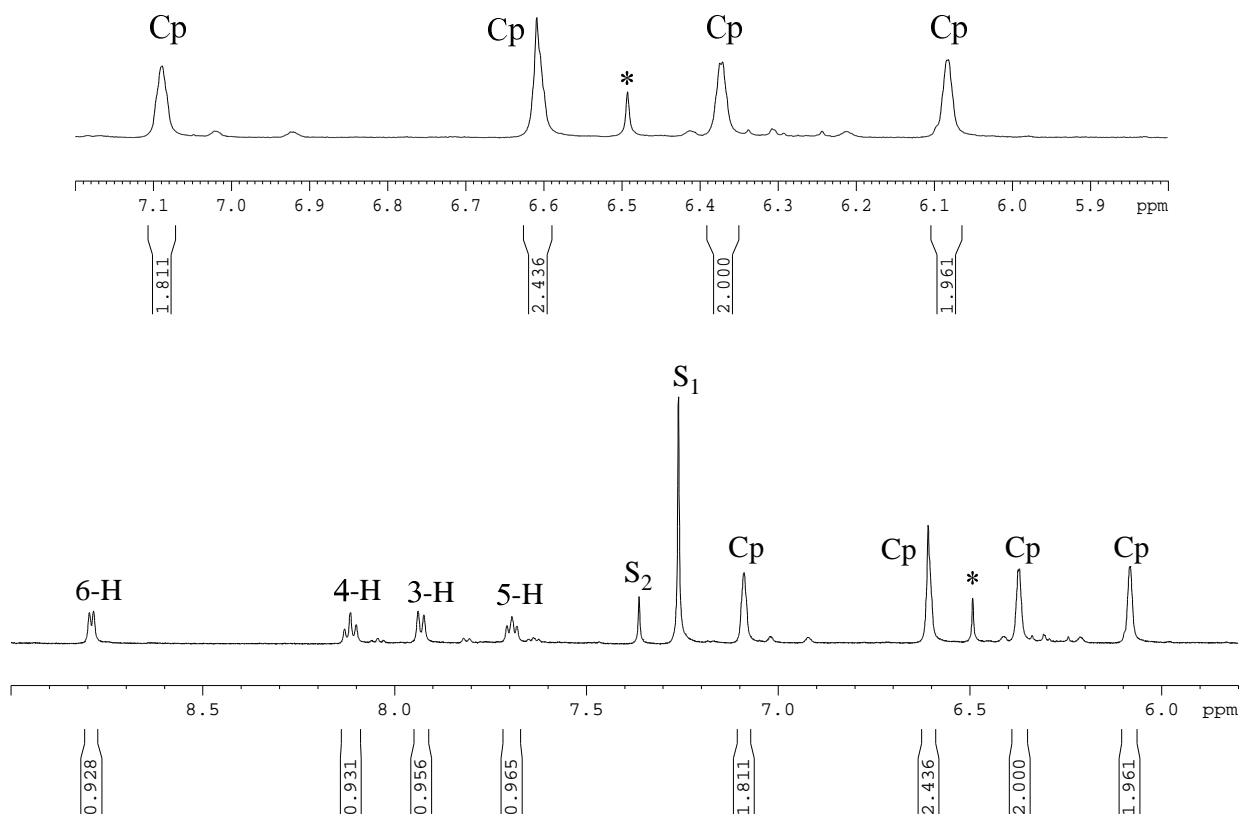 Cp Cp Cp Cp
*
7.1 7.0 6.9 6.8 6.7 6.6 6.5 6.4 6.3 6.2 6.1 6.0 5.9 ppm
1.811 2.436 2.000 1.961
S1
S2 Cp Cp Cp Cp
6-H 4-H 3-H 5-H *
8.5 8.0 7.5 7.0 6.5 6.0 ppm
0.928 0.931 0.956 0.965 1.811 2.436 2.000 1.961